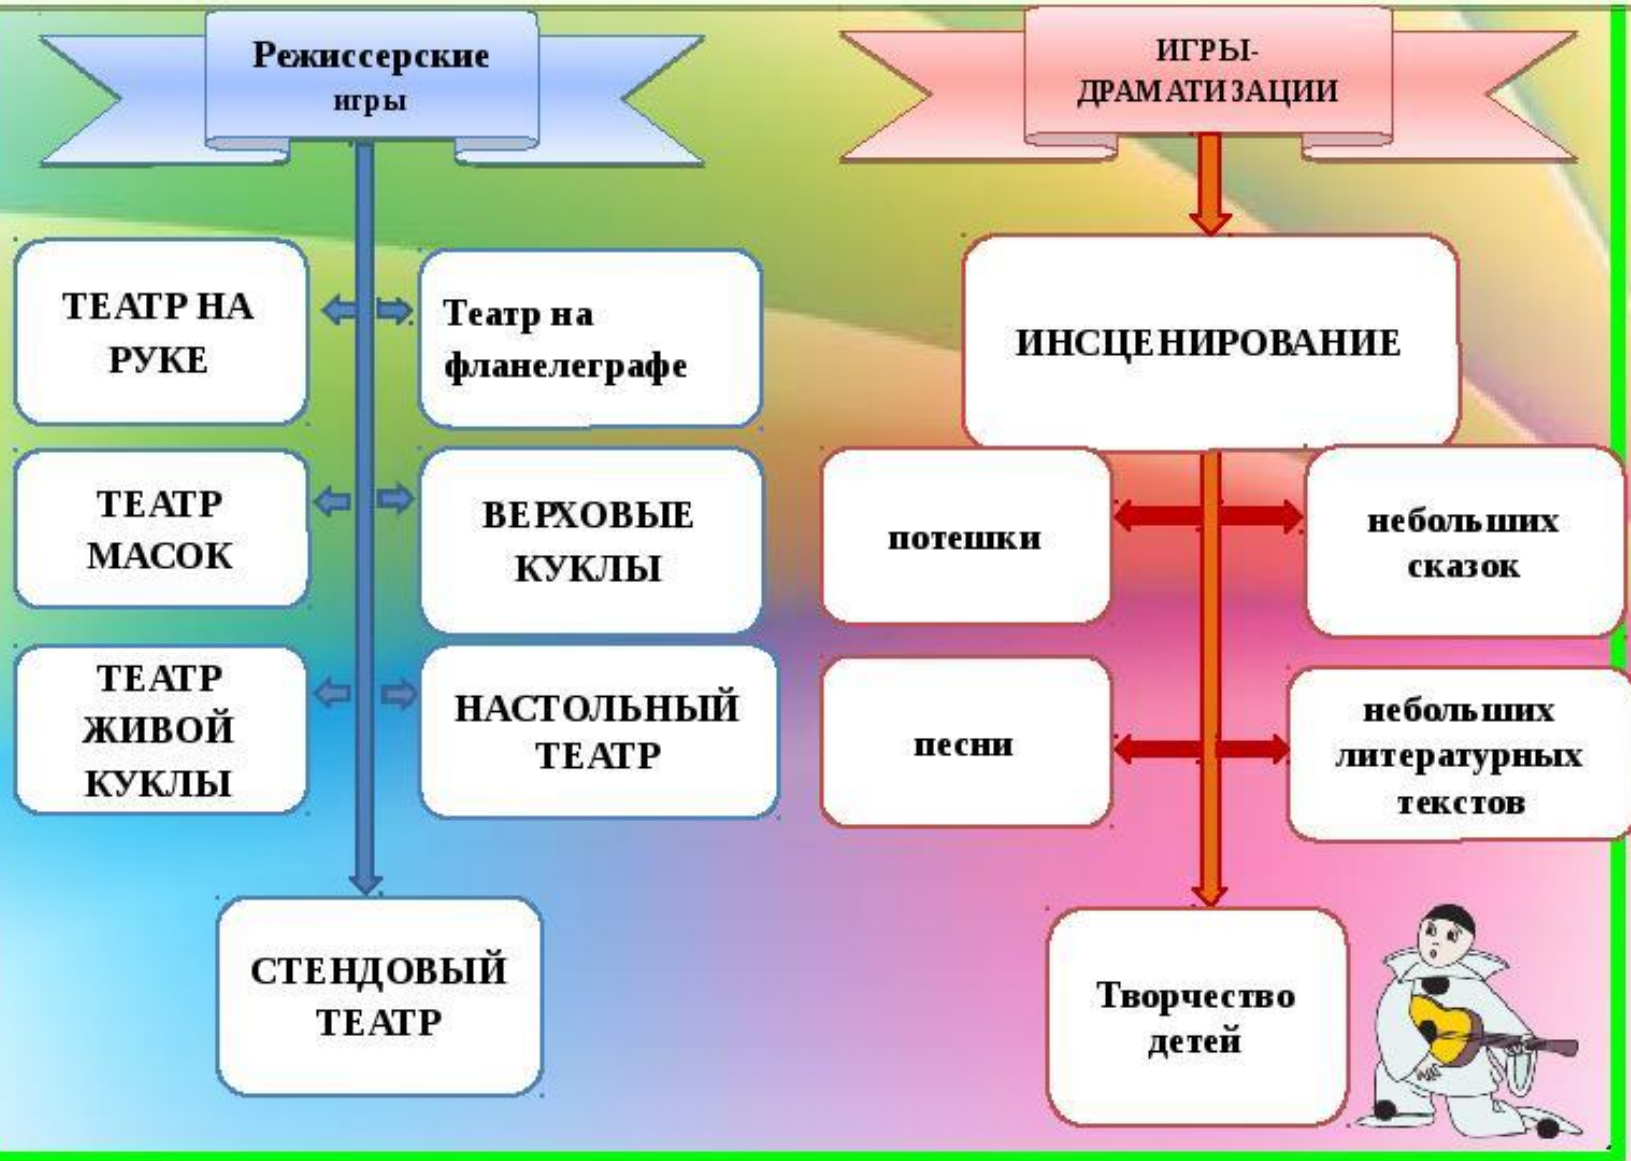 Режиссерские
игры
ТЕАТР НА
РУКЕ
Театр на
фланелеграфе
ТЕАТР
МАСОК
ВЕРХОВЫЕ
КУКЛЫ
ТЕАТР
ЖИВОЙ
КУКЛЫ
НАСТОЛЬНЫЙ
ТЕАТР
СТЕНДОВЫЙ
ТЕАТР
ИГРЫ-
ДРАМАТИЗАЦИИ
ИНСЦЕНИРОВАНИЕ
потешки
небольших
сказок
песни
небольших
литературных
текстов
Творчество
детей